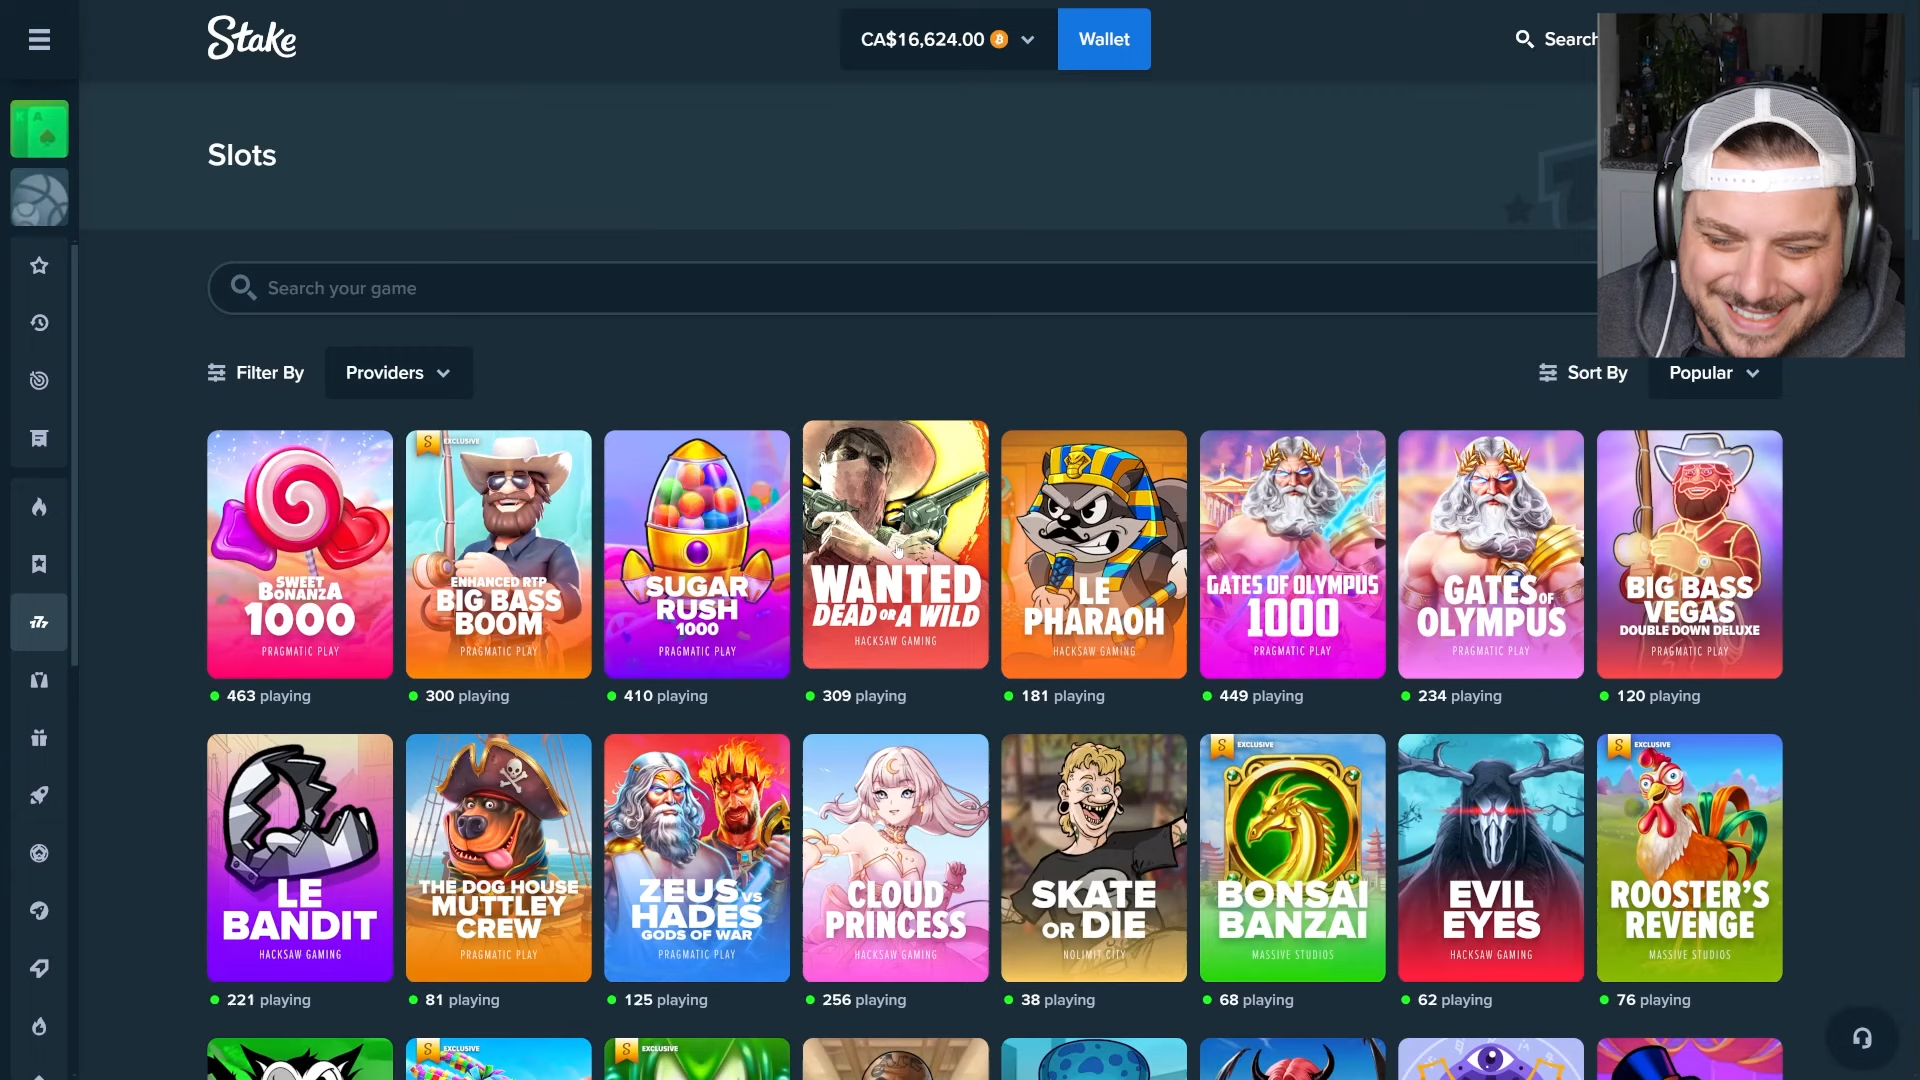 Stake
CA$16,624.00
Wallet
Search
Slots
Search your game
Filter By
Providers
Sort By
Popular
SWEET
BONANZA
1000
PRAGMATIC PLAY
463 playing
EXCLUSIVE
ENHANCED RTP
BIG BASS
BOOM
PRAGMATIC PLAY
300 playing
SUGAR
RUSH
1000
PRAGMATIC PLAY
410 playing
WANTED
DEAD OR A WILD
HACKSAW GAMING
309 playing
LE
PHARAOH
HACKSAW GAMING
181 playing
GATES OF OLYMPUS
1000
PRAGMATIC PLAY
449 playing
GATES OF
OLYMPUS
PRAGMATIC PLAY
234 playing
BIG BASS
VEGAS
DOUBLE DOWN DELUXE
PRAGMATIC PLAY
120 playing
LE
BANDIT
HACKSAW GAMING
221 playing
THE DOG HOUSE
MUTTLEY
CREW
PRAGMATIC PLAY
81 playing
ZEUS VS
HADES
GODS OF WAR
PRAGMATIC PLAY
125 playing
CLOUD
PRINCESS
HACKSAW GAMING
256 playing
SKATE
OR DIE
NOLIMIT CITY
38 playing
EXCLUSIVE
BONSAI
BANZAI
MASSIVE STUDIOS
68 playing
EVIL
EYES
HACKSAW GAMING
62 playing
EXCLUSIVE
ROOSTER'S
REVENGE
MASSIVE STUDIOS
76 playing
EXCLUSIVE
EXCLUSIVE